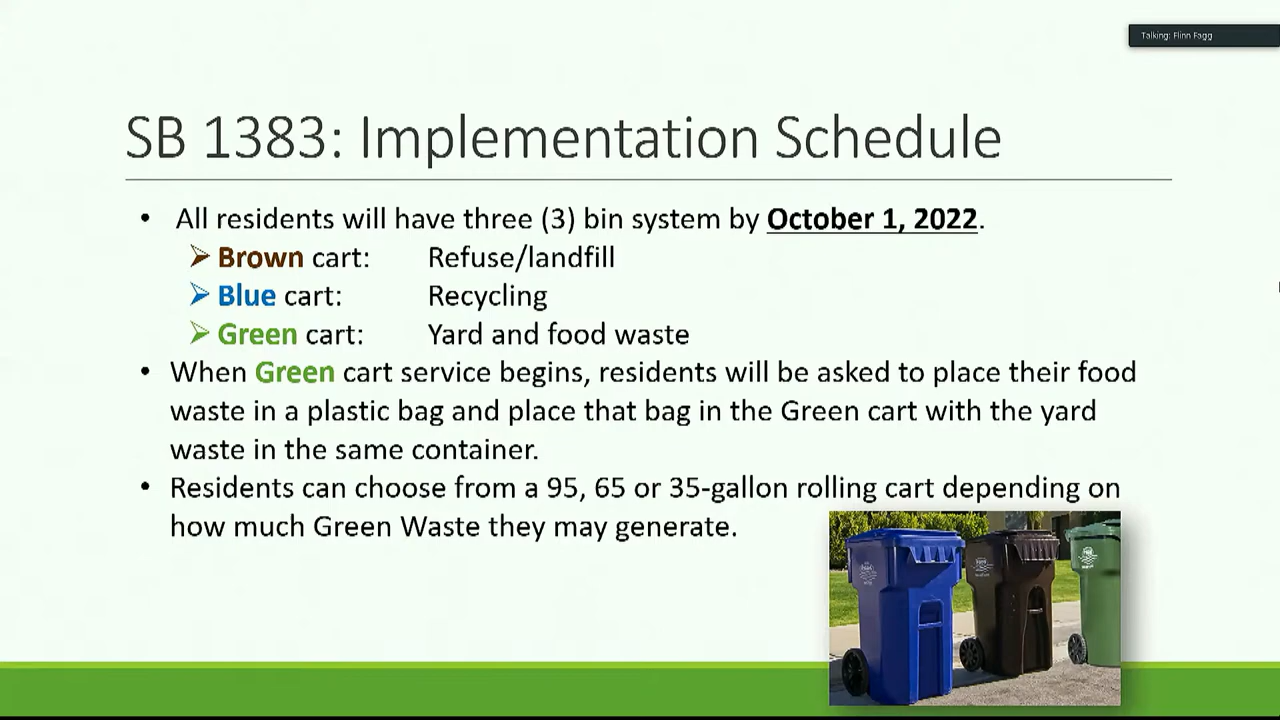 Talking: Flinn Fagg
SB 1383: Implementation Schedule
• All residents will have three (3) bin system by October 1, 2022.
➢ Brown cart: Refuse/landfill
➢ Blue cart: Recycling
➢ Green cart: Yard and food waste
• When Green cart service begins, residents will be asked to place their food
waste in a plastic bag and place that bag in the Green cart with the yard
waste in the same container.
• Residents can choose from a 95, 65 or 35-gallon rolling cart depending on
how much Green Waste they may generate.